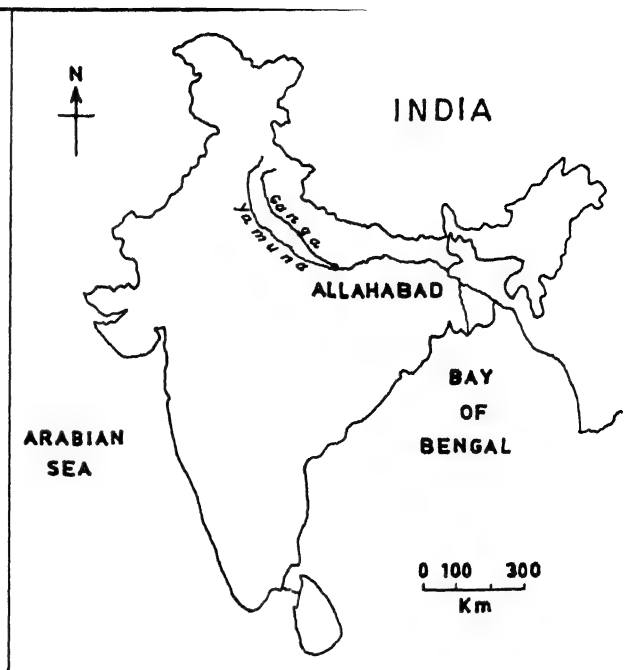 N
INDIA
Ganga
Yamuna
ALLAHABAD
BAY
OF
BENGAL
ARABIAN
SEA
0 100 300
Km